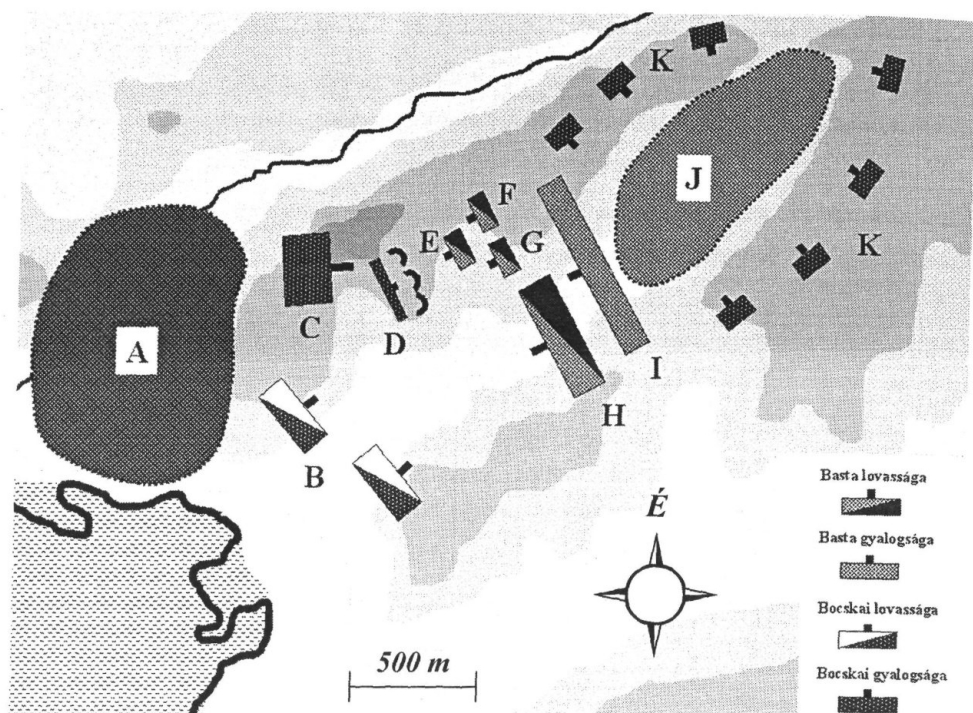 K
J
F
E
G
C
D
A
I
H
K
B
É
500 m
Basta lovassága
Basta gyalogsága
Bocskai lovassága
Bocskai gyalogsága